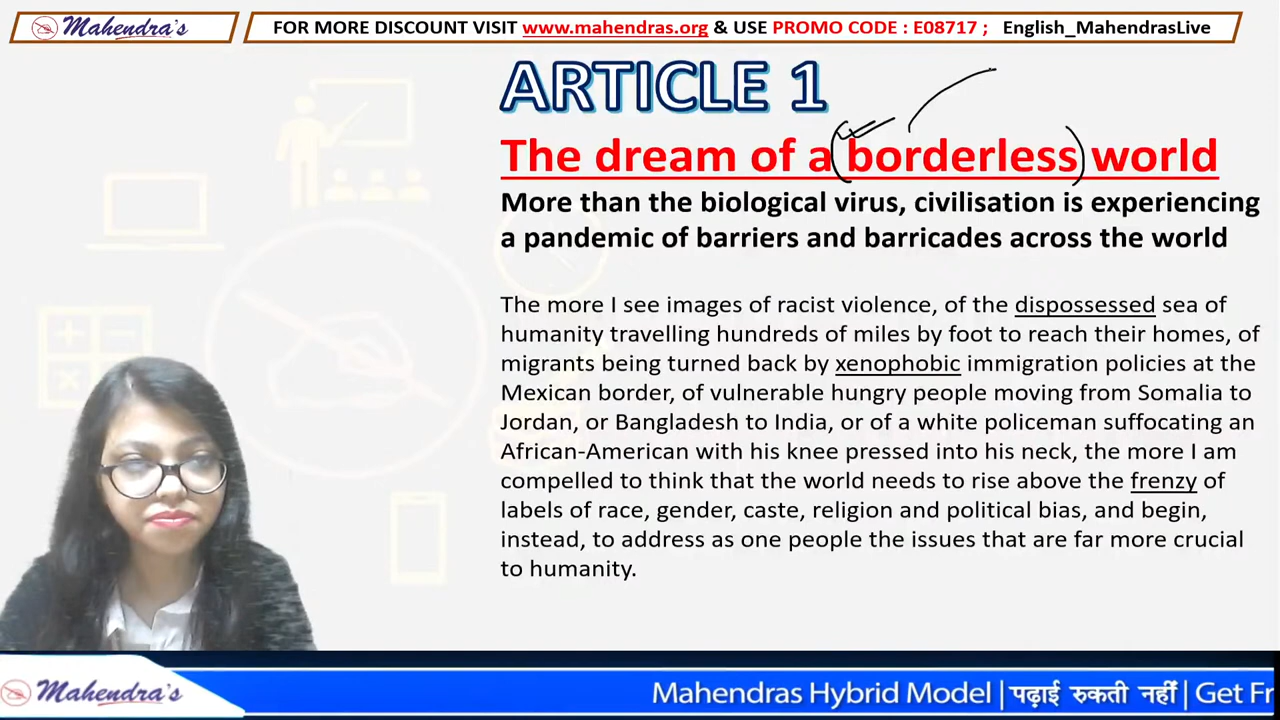 Mahendra's
FOR MORE DISCOUNT VISIT www.mahendras.org & USE PROMO CODE : E08717 ; English_MahendrasLive
ARTICLE 1
The dream of a borderless world
More than the biological virus, civilisation is experiencing
a pandemic of barriers and barricades across the world
The more I see images of racist violence, of the dispossessed sea of
humanity travelling hundreds of miles by foot to reach their homes, of
migrants being turned back by xenophobic immigration policies at the
Mexican border, of vulnerable hungry people moving from Somalia to
Jordan, or Bangladesh to India, or of a white policeman suffocating an
African-American with his knee pressed into his neck, the more I am
compelled to think that the world needs to rise above the frenzy of
labels of race, gender, caste, religion and political bias, and begin,
instead, to address as one people the issues that are far more crucial
to humanity.
Mahendra's
Mahendras Hybrid Model | पढ़ाई रुकती नहीं | Get Fr